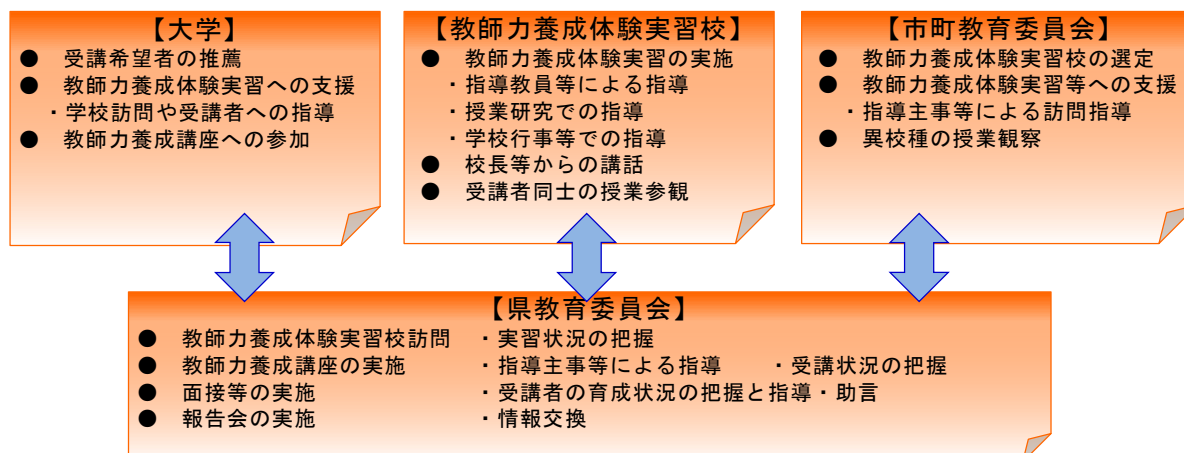 【大学】
● 受講希望者の推薦
● 教師力養成体験実習への支援
・学校訪問や受講者への指導
● 教師力養成講座への参加
【教師力養成体験実習校】
● 教師力養成体験実習の実施
・指導教員等による指導
・授業研究での指導
・学校行事等での指導
● 校長等からの講話
● 受講者同士の授業参観
【市町教育委員会】
● 教師力養成体験実習校の選定
● 教師力養成体験実習等への支援
・指導主事等による訪問指導
● 異校種の授業観察
【県教育委員会】
● 教師力養成体験実習校訪問 ・実習状況の把握
● 教師力養成講座の実施 ・指導主事等による指導 ・受講状況の把握
● 面接等の実施 ・受講者の育成状況の把握と指導・助言
● 報告会の実施 ・情報交換